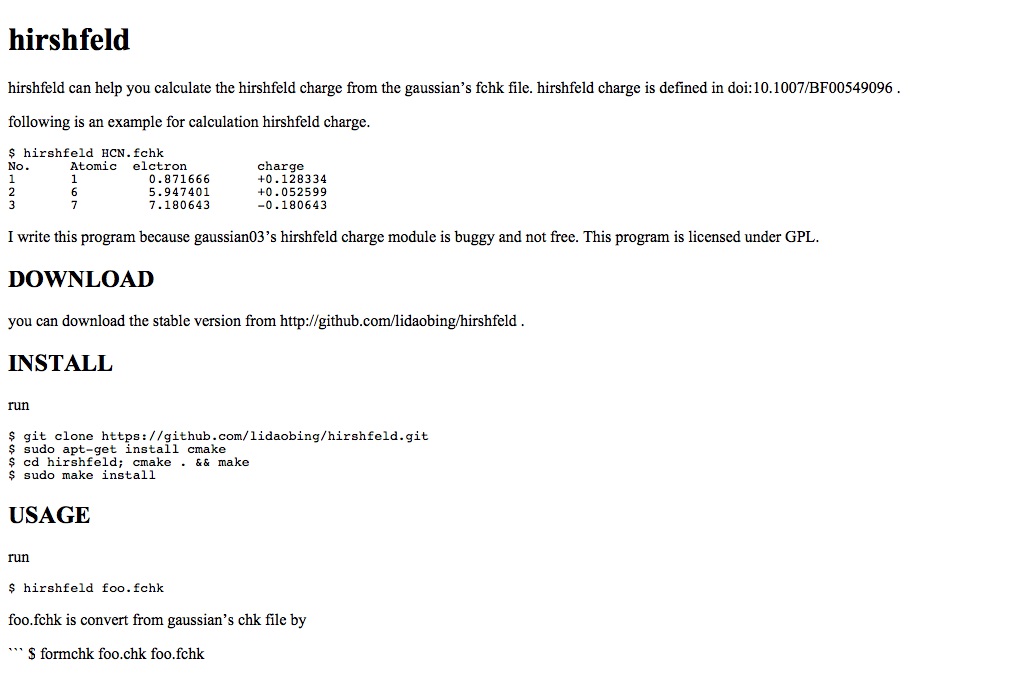 hirshfeld
hirshfeld can help you calculate the hirshfeld charge from the gaussian’s fchk file. hirshfeld charge is defined in doi:10.1007/BF00549096 .
following is an example for calculation hirshfeld charge.
$ hirshfeld HCN.fchk
No.     Atomic  elctron         charge
1       1         0.871666      +0.128334
2       6         5.947401      +0.052599
3       7         7.180643      -0.180643
I write this program because gaussian03’s hirshfeld charge module is buggy and not free. This program is licensed under GPL.
DOWNLOAD
you can download the stable version from http://github.com/lidaobing/hirshfeld .
INSTALL
run
$ git clone https://github.com/lidaobing/hirshfeld.git
$ sudo apt-get install cmake
$ cd hirshfeld; cmake . && make
$ sudo make install
USAGE
run
$ hirshfeld foo.fchk
foo.fchk is convert from gaussian’s chk file by
``` $ formchk foo.chk foo.fchk